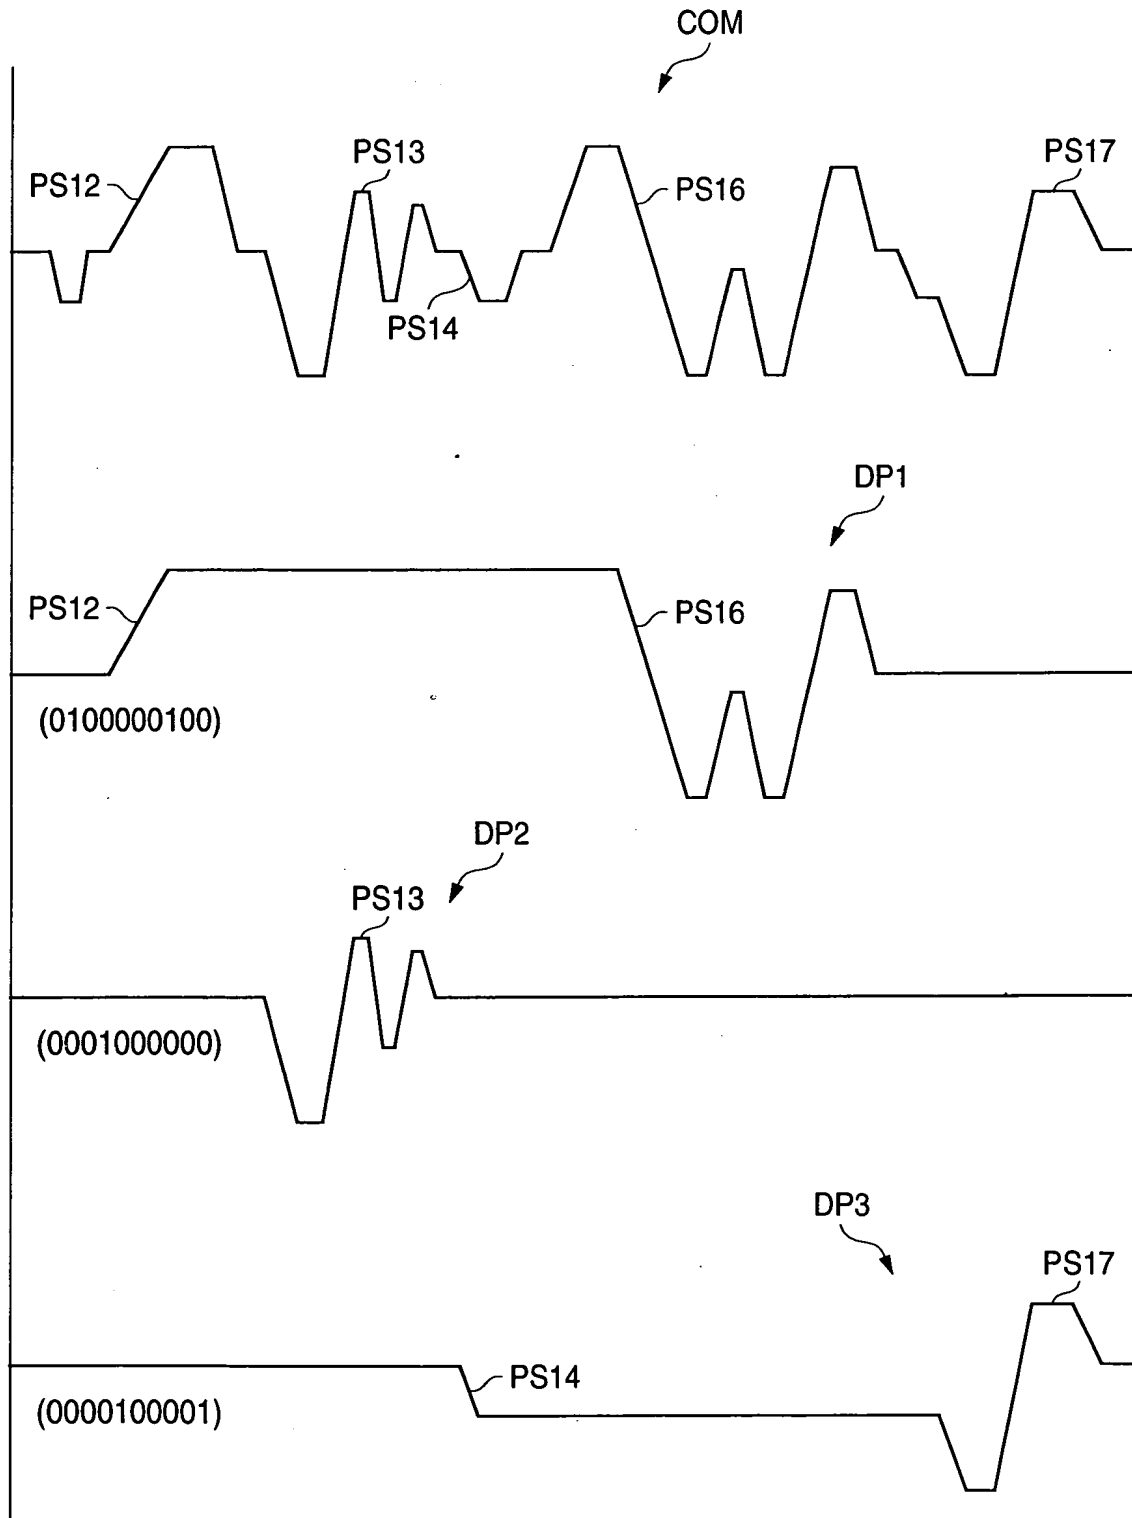 COM
PS12
PS13
PS14
PS16
PS17
DP1
PS12
PS16
(0100000100)
DP2
PS13
(0001000000)
DP3
PS17
PS14
(0000100001)